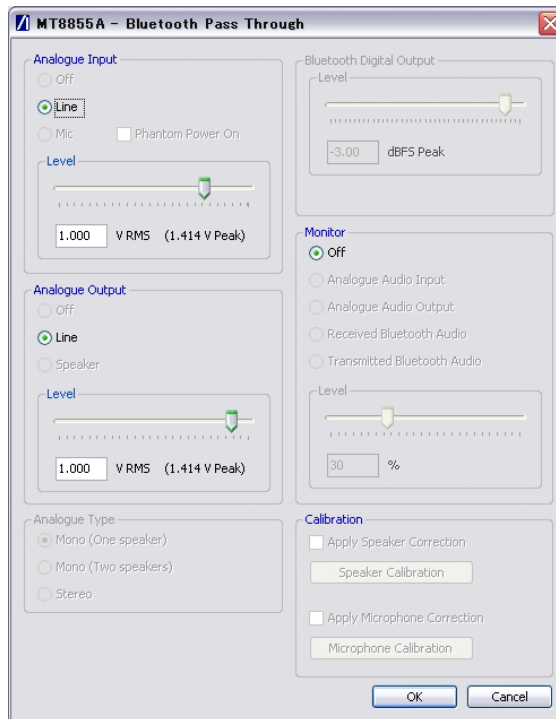 MT8855A - Bluetooth Pass Through
Analogue Input
Off
Line
Mic
Phantom Power On
Level
1.000 V RMS (1.414 V Peak)
Analogue Output
Off
Line
Speaker
Level
1.000 V RMS (1.414 V Peak)
Analogue Type
Mono (One speaker)
Mono (Two speakers)
Stereo
Bluetooth Digital Output
Level
-3.00 dBFS Peak
Monitor
Off
Analogue Audio Input
Analogue Audio Output
Received Bluetooth Audio
Transmitted Bluetooth Audio
Level
30 %
Calibration
Apply Speaker Correction
Speaker Calibration
Apply Microphone Correction
Microphone Calibration
OK
Cancel